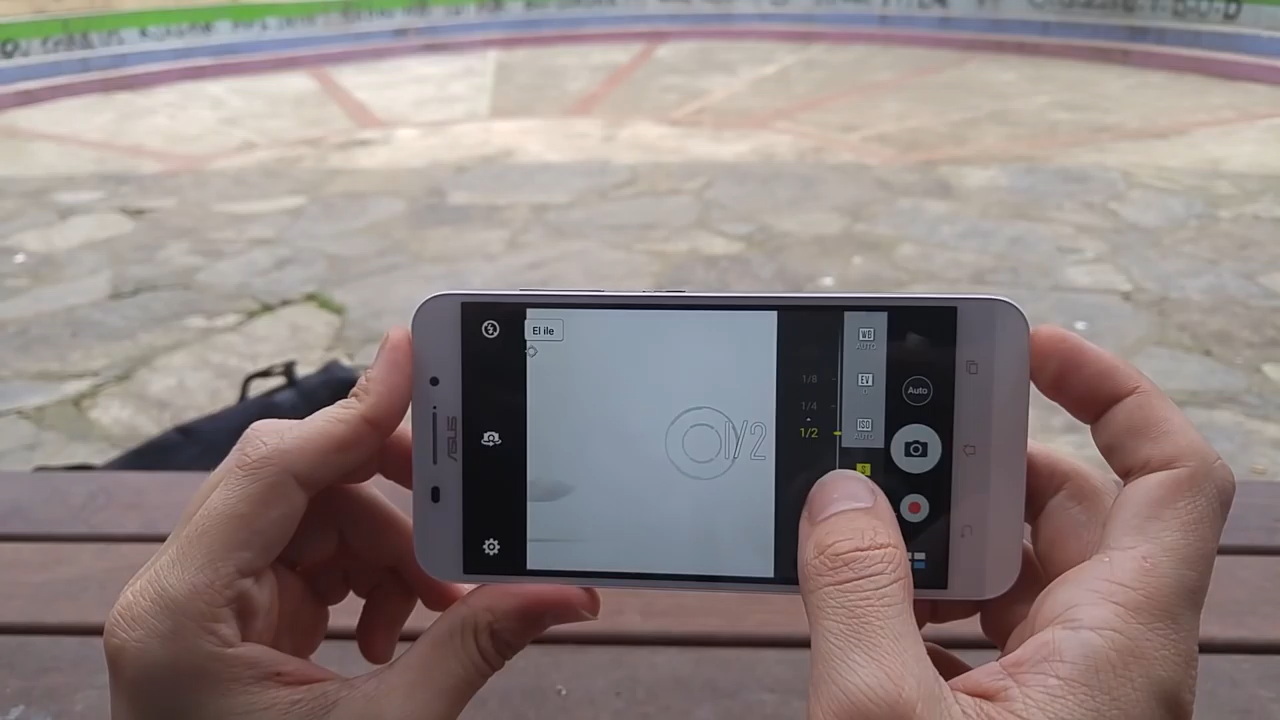 El ile
WB
AUTO
1/8
EV
1/4
Auto
ISO
AUTO
1/2
1/2
S
ASUS